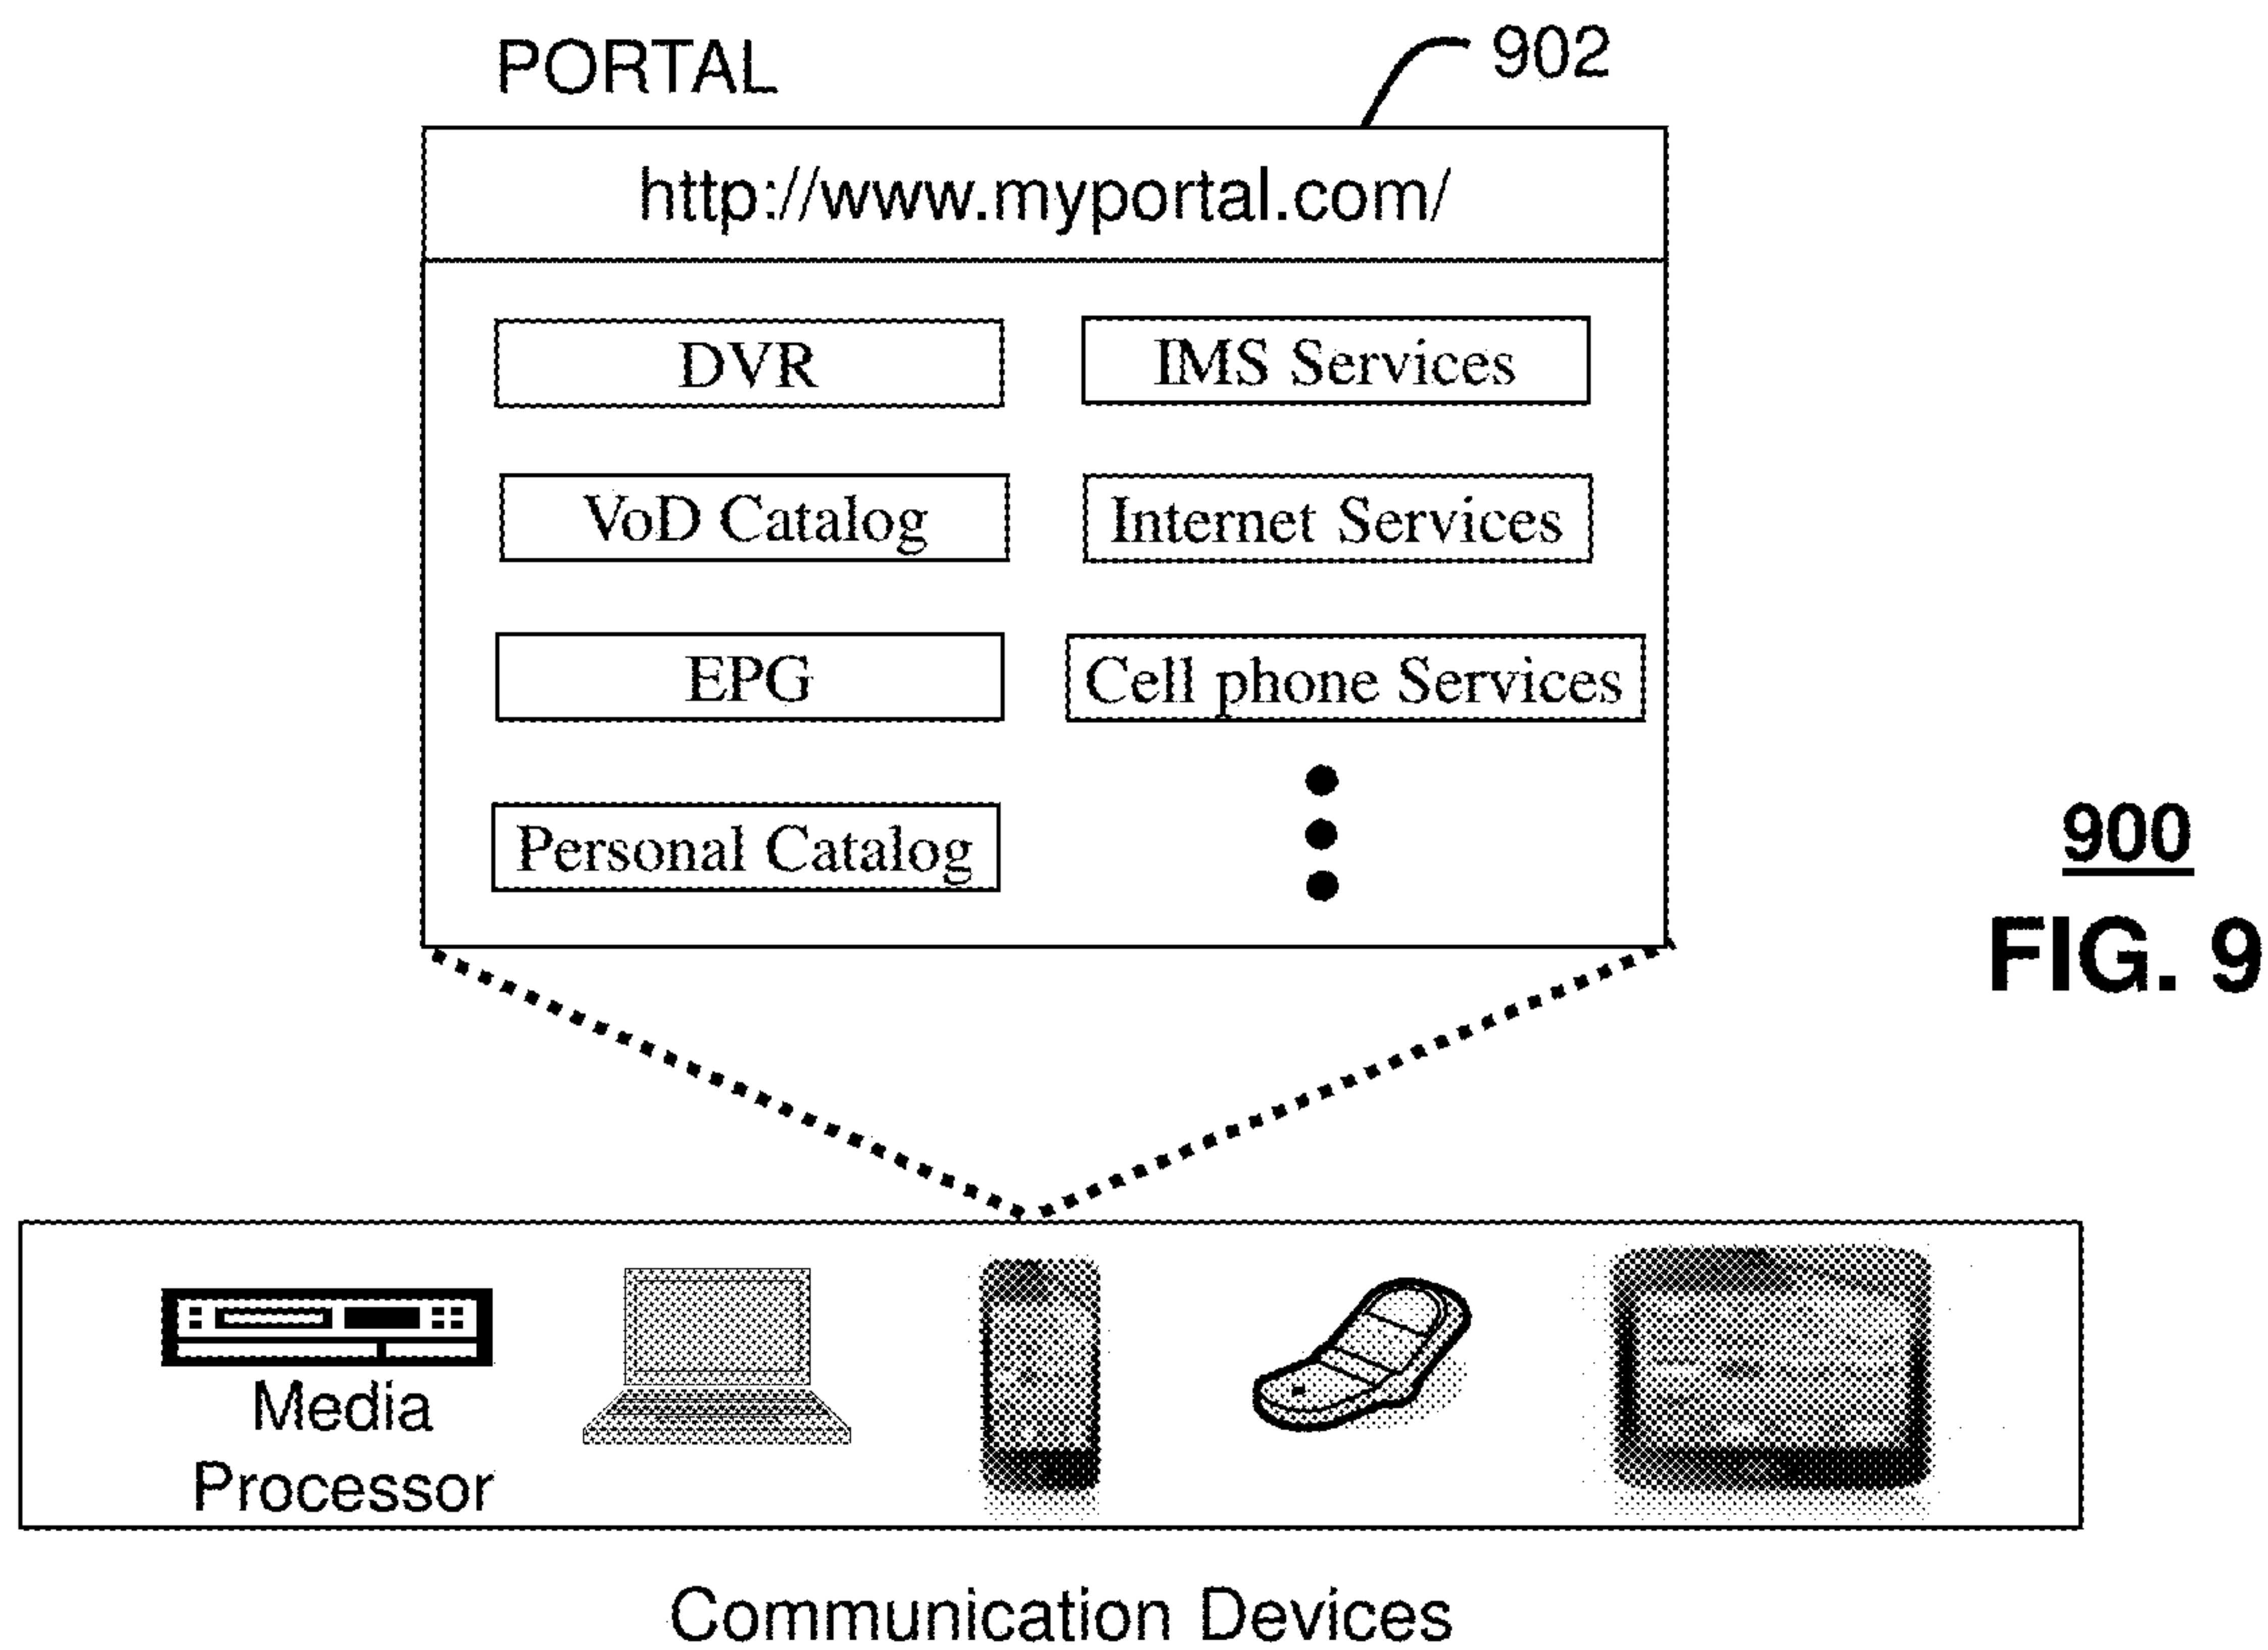 PORTAL
902
http://www.myportal.com/
DVR
IMS Services
VoD Catalog
Internet Services
EPG
Cell phone Services
Personal Catalog
900
FIG. 9
Media
Processor
Communication Devices